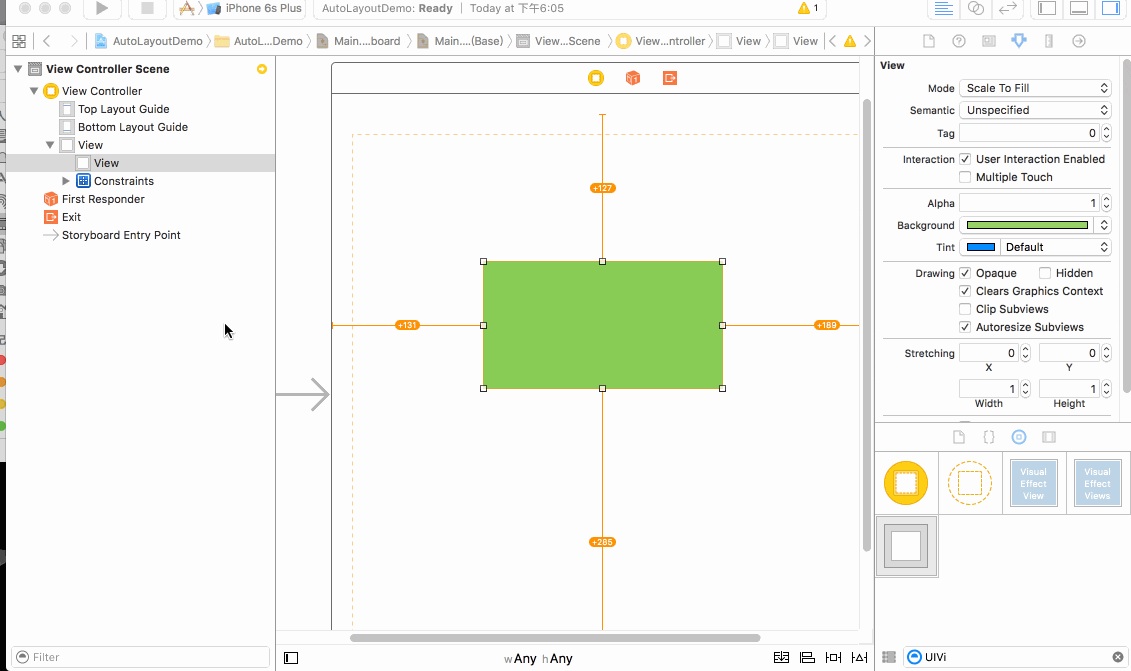 iPhone 6s Plus
AutoLayoutDemo: Ready | Today at 下午6:05
1
AutoLayoutDemo
AutoL...Demo
Main....board
Main....(Base)
View...Scene
View...ntroller
View
View
View Controller Scene
View Controller
Top Layout Guide
Bottom Layout Guide
View
View
Constraints
First Responder
Exit
Storyboard Entry Point
Filter
+127
+131
+189
+285
wAny hAny
View
Mode Scale To Fill
Semantic Unspecified
Tag 0
Interaction User Interaction Enabled
Multiple Touch
Alpha 1
Background
Tint Default
Drawing Opaque Hidden
Clears Graphics Context
Clip Subviews
Autoresize Subviews
Stretching 0 0
X Y
1 1
Width Height
Visual
Effect
View
Visual
Effect
Views
UIVi